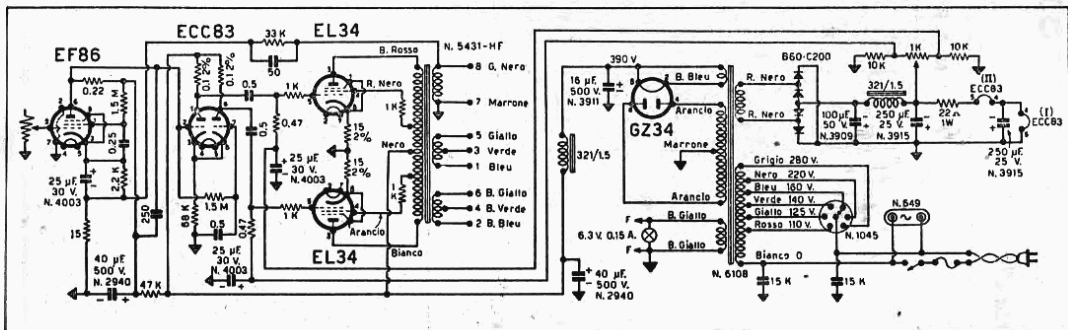 EF86
0.22
1.5 M
0.25
2.2 K
25 µF
30 V.
N. 4003
15
40 µF
500 V.
N. 2940
47 K
250
ECC83
0.1 2%
0.1 2%
0.5
0.5
68 K
1.5 M
0.5
25 µF
30 V.
N. 4003
0.47
0.47
25 µF
30 V.
N. 4003
33 K
50
EL34
1 K
1 K
1 K
1 K
15
2%
15
2%
B. Rosso
R. Nero
Nero
Arancio
Bianco
EL34
N. 5431-HF
8 G. Nero
7 Marrone
5 Giallo
3 Verde
1 Bleu
6 B. Giallo
4 B. Verde
2 B. Bleu
321/1.5
390 V
16 µF.
500 V.
N. 3911
GZ34
B. Bleu
Arancio
Marrone
Arancio
F
F
6.3 V. 0.15 A.
B. Giallo
B. Giallo
40 µF.
500 V.
N. 2940
N. 6108
R. Nero
R. Nero
B60-C200
Grigio 280 V.
Nero 220 V.
Bleu 160 V.
Verde 140 V.
Giallo 125 V.
Rosso 110 V.
Bianco 0
N. 1045
N. 649
15 K
15 K
10 K
1K
10 K
321/1.5
100 µF
50 V.
N. 3909
250 µF
25 V.
N. 3915
22 Ω
1W
(II)
ECC83
(I)
ECC83
250 µF
25 V.
N. 3915